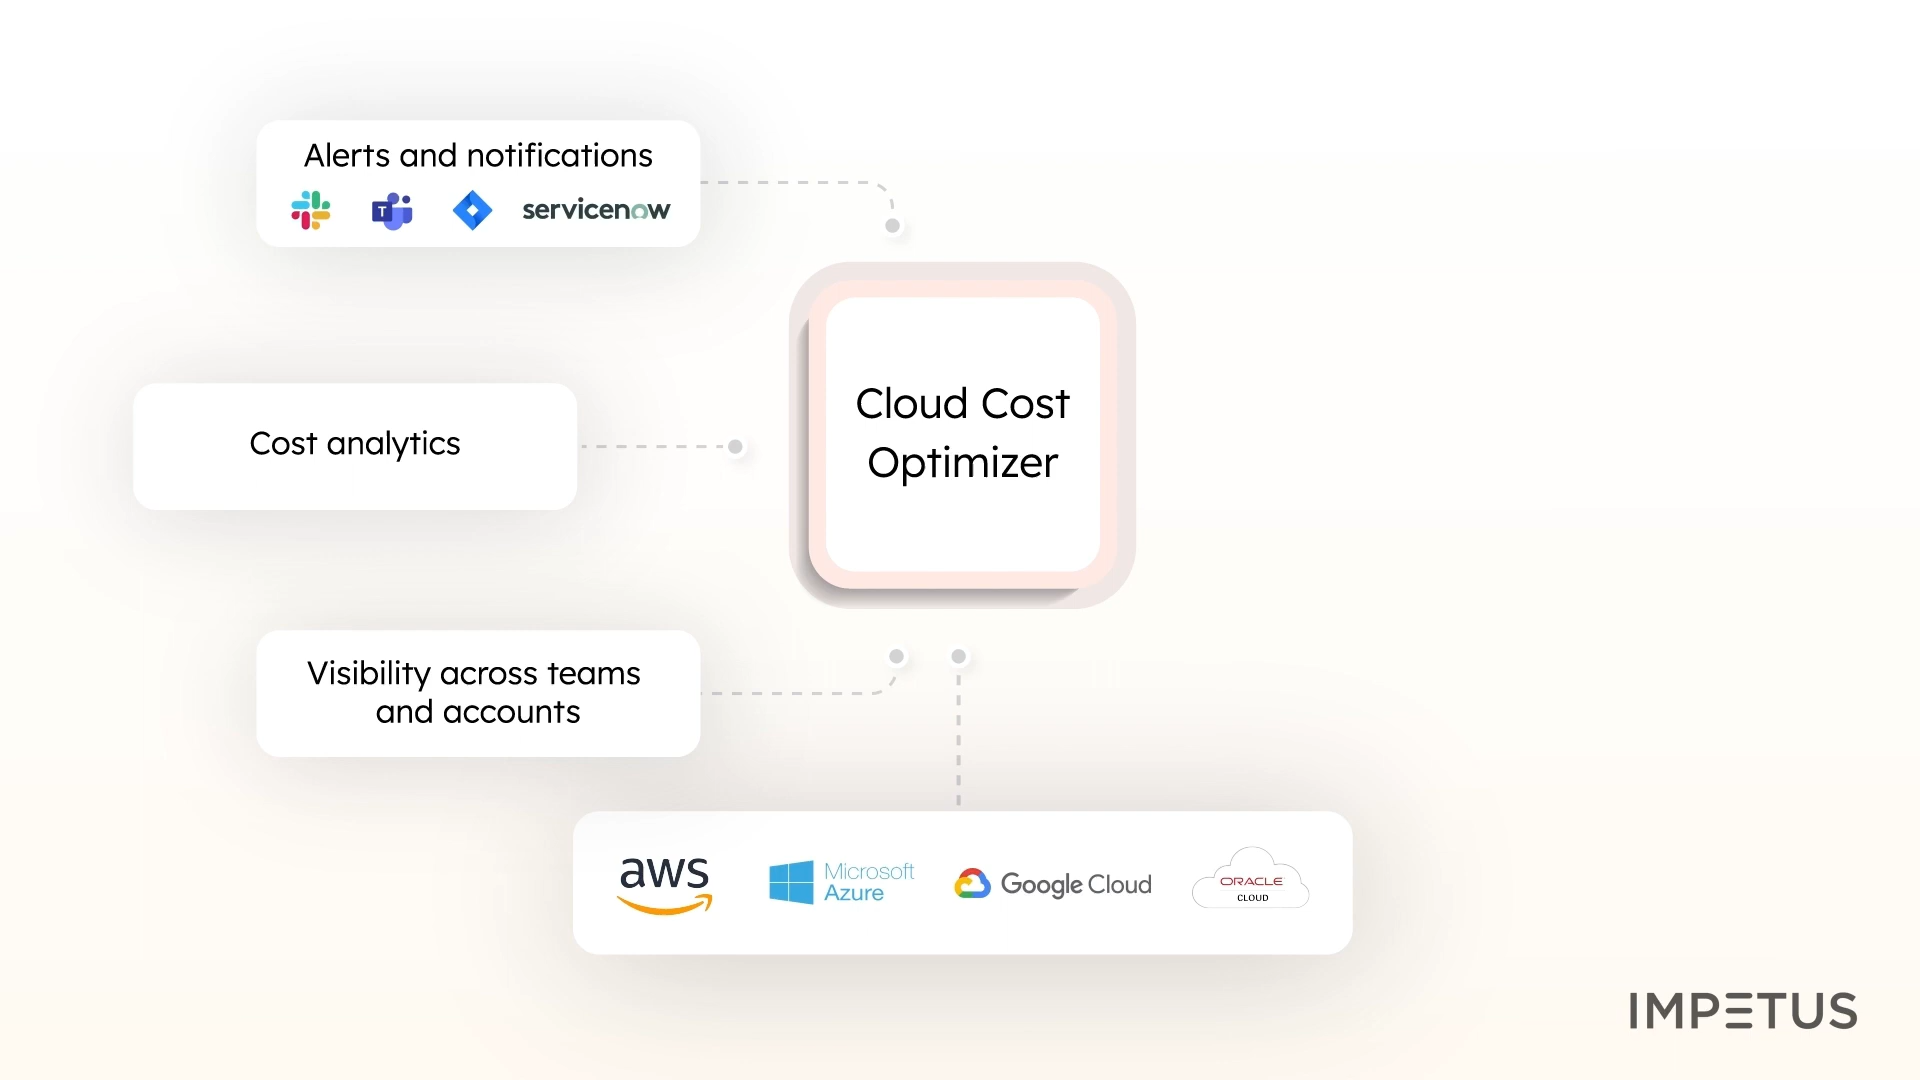 Alerts and notifications
servicenow
Cost analytics
Cloud Cost
Optimizer
Visibility across teams
and accounts
aws
Microsoft
Azure
Google Cloud
ORACLE
CLOUD
IMPETUS